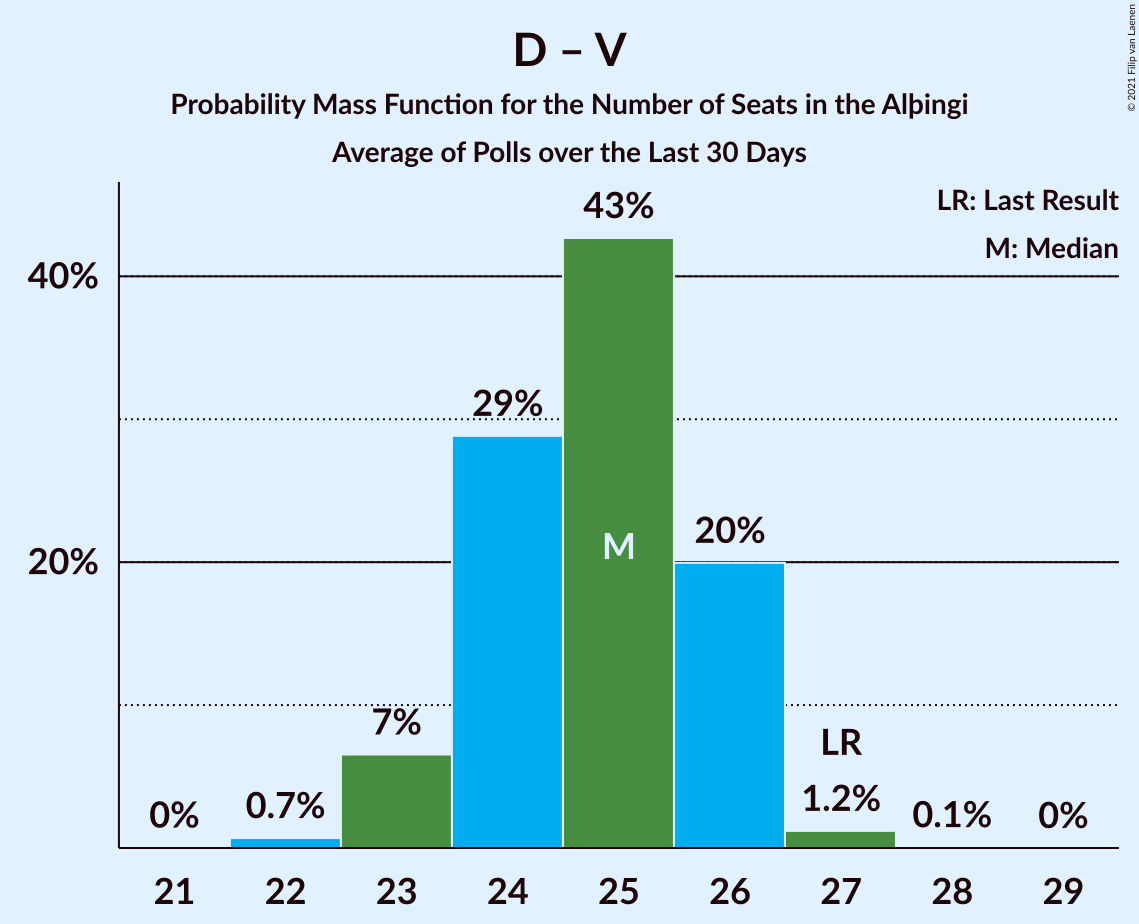 D – V
Probability Mass Function for the Number of Seats in the Alþingi
Average of Polls over the Last 30 Days
© 2021 Filip van Laenen
LR: Last Result
M: Median
43%
40%
29%
M
20%
20%
7%
LR
0%
0.7%
1.2%
0.1%
0%
21 22 23 24 25 26 27 28 29